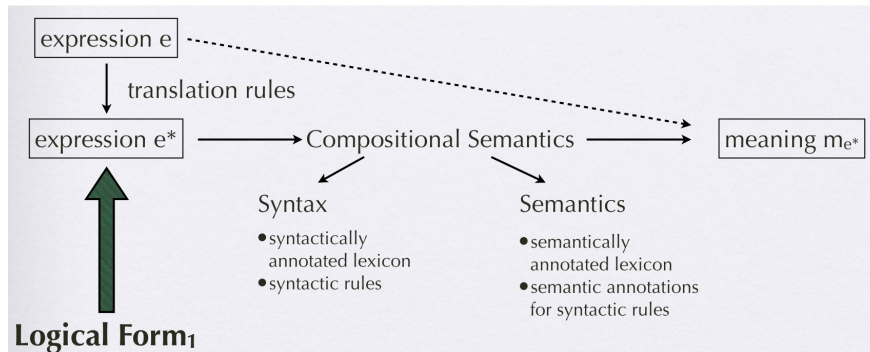 expression e
translation rules
expression e*
Compositional Semantics
meaning mₑ*
Syntax
•syntactically
annotated lexicon
•syntactic rules
Semantics
•semantically
annotated lexicon
•semantic annotations
for syntactic rules
Logical Form₁